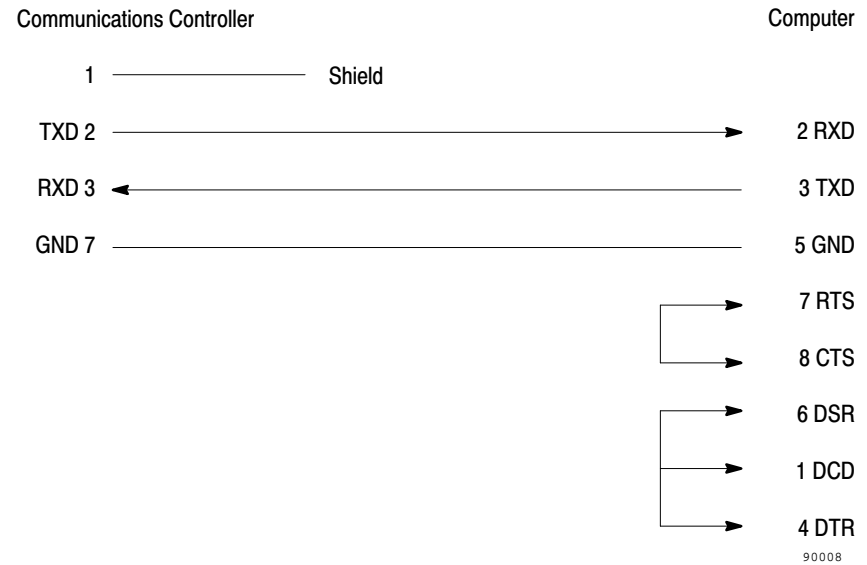 Communications Controller Computer
1 Shield
TXD 2 2 RXD
RXD 3 3 TXD
GND 7 5 GND
7 RTS
8 CTS
6 DSR
1 DCD
4 DTR
90008